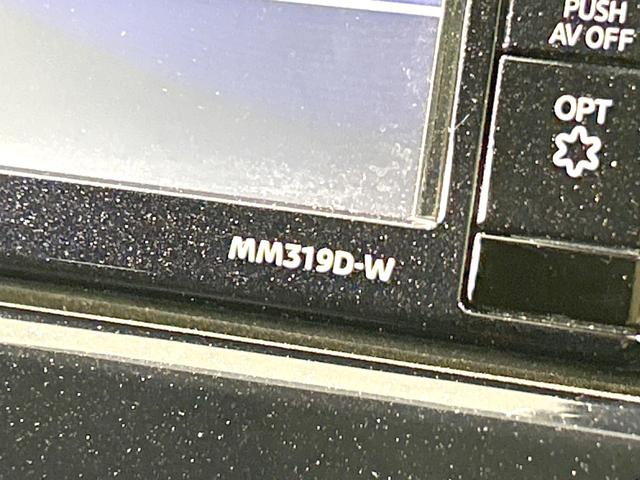 PUSH
AV OFF
OPT
MM319D-W